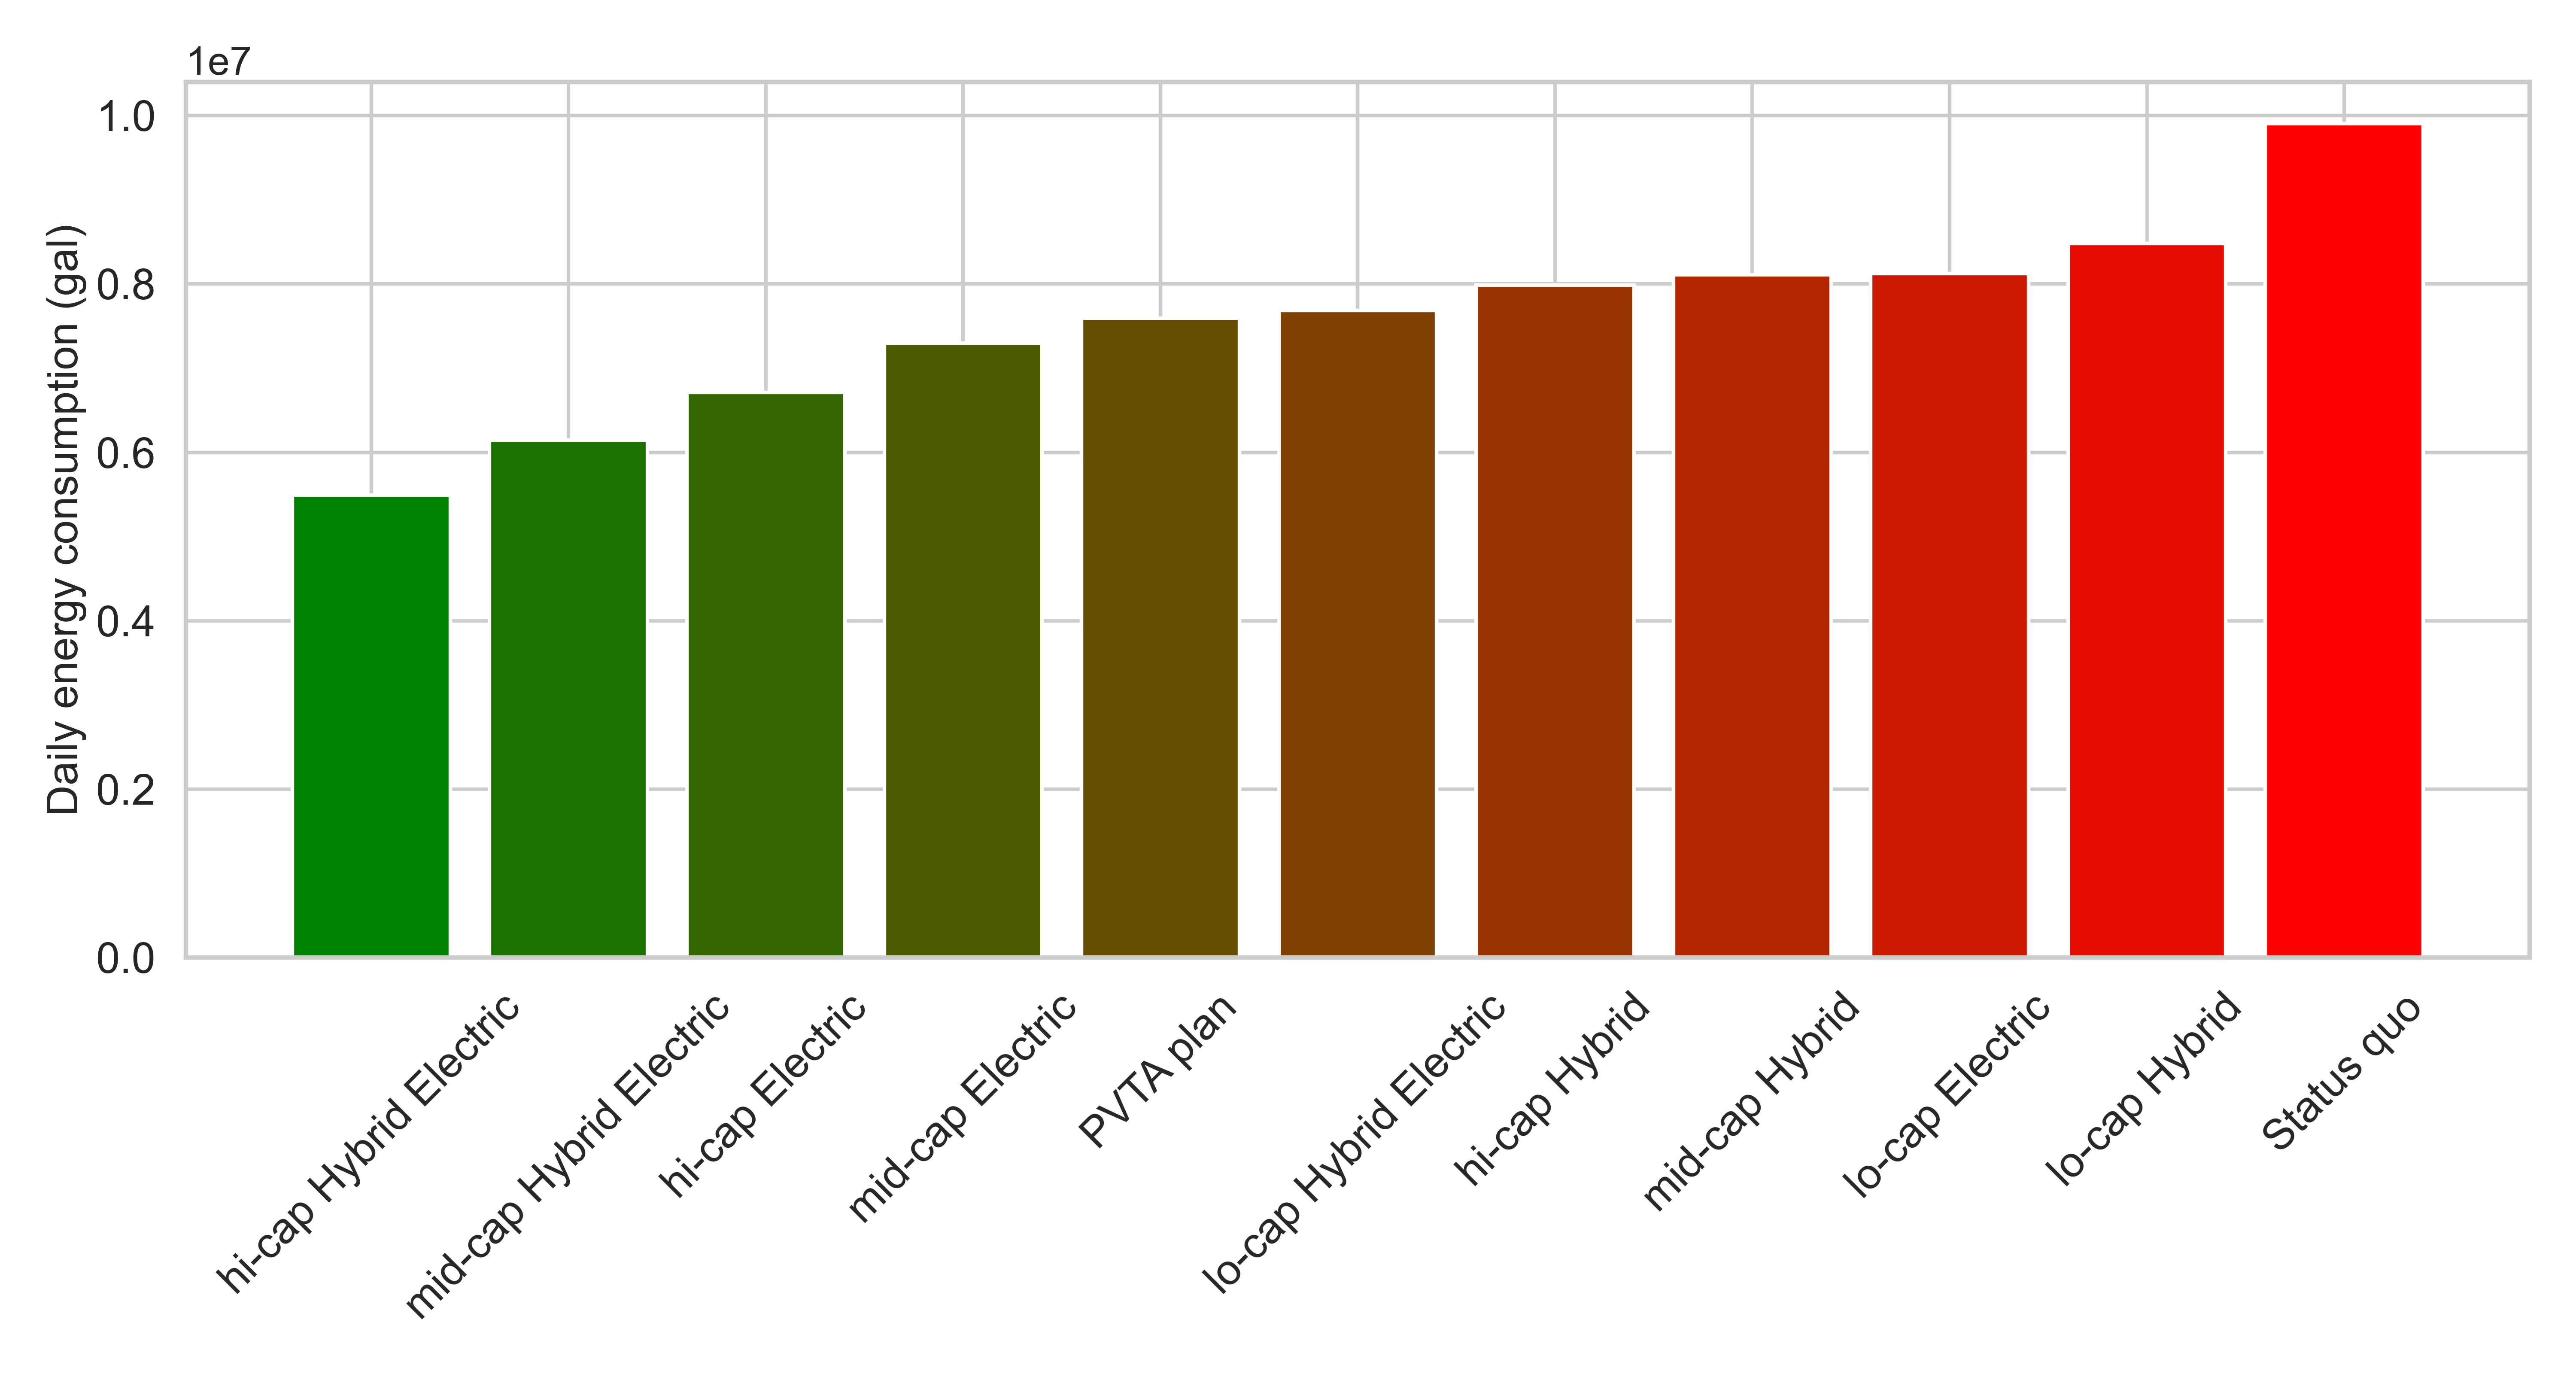 1e7
1.0
0.8
0.6
0.4
0.2
0.0
Daily energy consumption (gal)
hi-cap Hybrid Electric
mid-cap Hybrid Electric
hi-cap Electric
mid-cap Electric
PVTA plan
lo-cap Hybrid Electric
hi-cap Hybrid
mid-cap Hybrid
lo-cap Electric
lo-cap Hybrid
Status quo